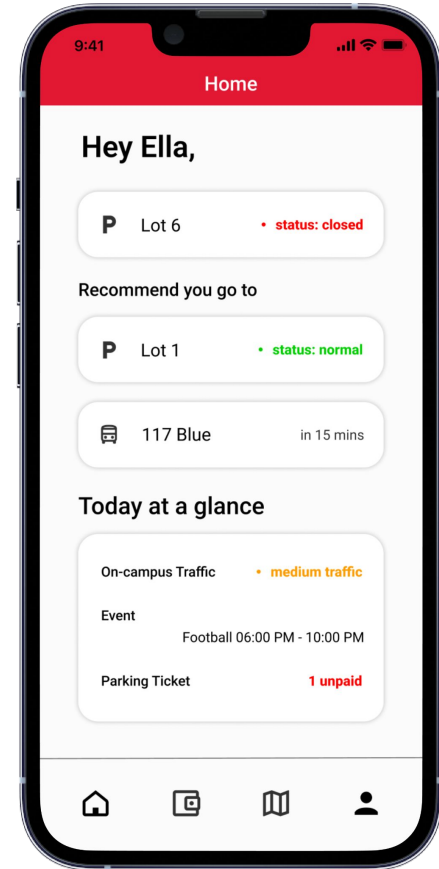 9:41
Home
Hey Ella,
P Lot 6 • status: closed
Recommend you go to
P Lot 1 • status: normal
117 Blue in 15 mins
Today at a glance
On-campus Traffic • medium traffic
Event
Football 06:00 PM - 10:00 PM
Parking Ticket 1 unpaid